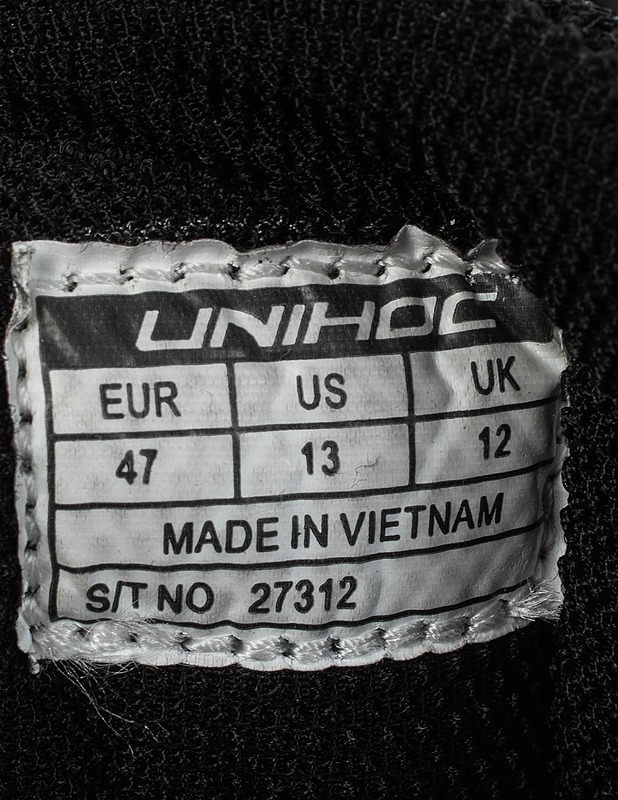 UNIHOC
EUR US UK
47 13 12
MADE IN VIETNAM
S/T NO 27312